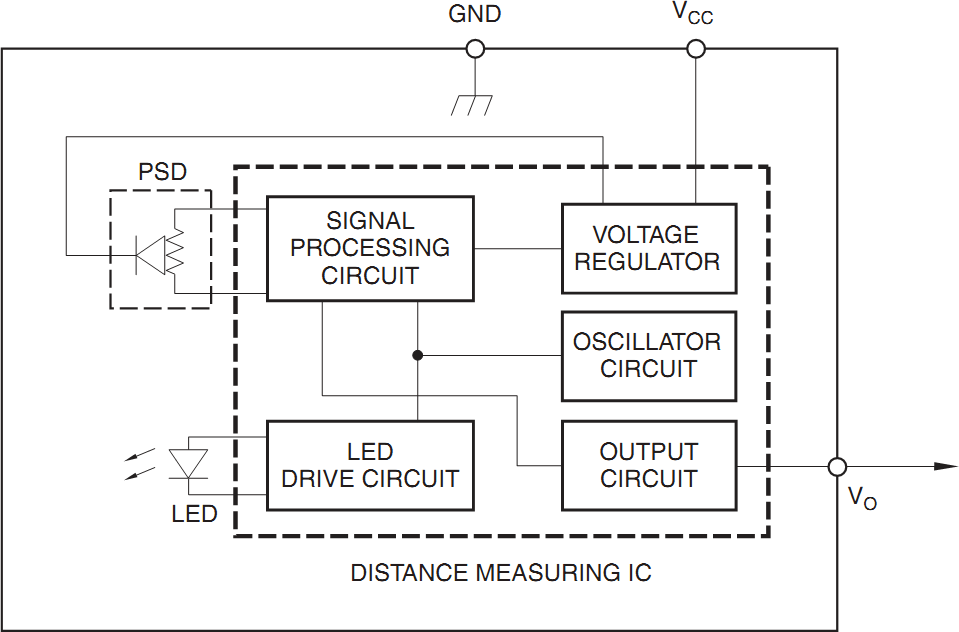 GND
VCC
PSD
SIGNAL
PROCESSING
CIRCUIT
VOLTAGE
REGULATOR
OSCILLATOR
CIRCUIT
LED
DRIVE CIRCUIT
OUTPUT
CIRCUIT
LED
VO
DISTANCE MEASURING IC